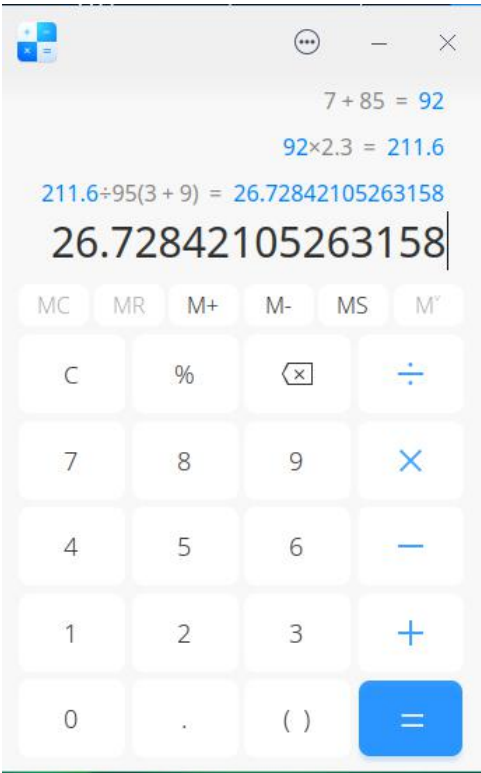 7 + 85 = 92
92×2.3 = 211.6
211.6÷95(3 + 9) = 26.72842105263158
26.72842105263158
MC MR M+ M- MS Mˇ
C % ÷
7 8 9 ×
4 5 6 −
1 2 3 +
0 . ( ) =